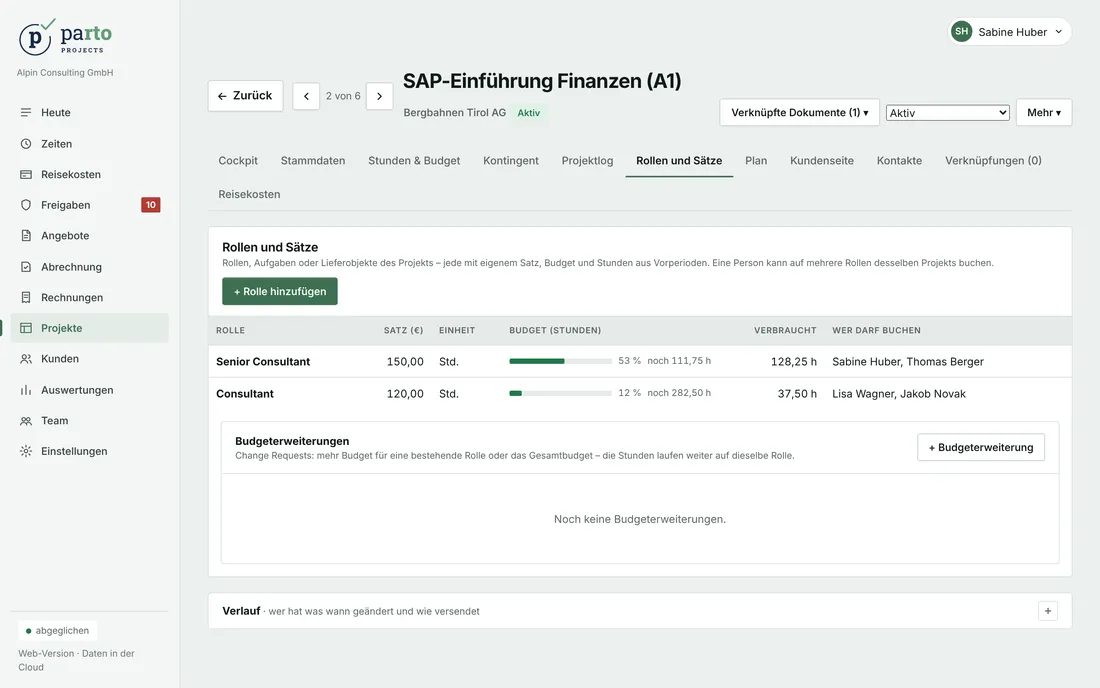 parto
PROJECTS
Alpin Consulting GmbH
Heute
Zeiten
Reisekosten
Freigaben 10
Angebote
Abrechnung
Rechnungen
Projekte
Kunden
Auswertungen
Team
Einstellungen
abgeglichen
Web-Version · Daten in der
Cloud
SH Sabine Huber
← Zurück
2 von 6
SAP-Einführung Finanzen (A1)
Bergbahnen Tirol AG Aktiv
Verknüpfte Dokumente (1) ▾ Aktiv Mehr ▾
Cockpit Stammdaten Stunden & Budget Kontingent Projektlog Rollen und Sätze Plan Kundenseite Kontakte Verknüpfungen (0)
Reisekosten
Rollen und Sätze
Rollen, Aufgaben oder Lieferobjekte des Projekts – jede mit eigenem Satz, Budget und Stunden aus Vorperioden. Eine Person kann auf mehrere Rollen desselben Projekts buchen.
+ Rolle hinzufügen
ROLLE SATZ (€) EINHEIT BUDGET (STUNDEN) VERBRAUCHT WER DARF BUCHEN
Senior Consultant 150,00 Std. 53 % noch 111,75 h 128,25 h Sabine Huber, Thomas Berger
Consultant 120,00 Std. 12 % noch 282,50 h 37,50 h Lisa Wagner, Jakob Novak
Budgeterweiterungen
Change Requests: mehr Budget für eine bestehende Rolle oder das Gesamtbudget – die Stunden laufen weiter auf dieselbe Rolle.
+ Budgeterweiterung
Noch keine Budgeterweiterungen.
Verlauf · wer hat was wann geändert und wie versendet +